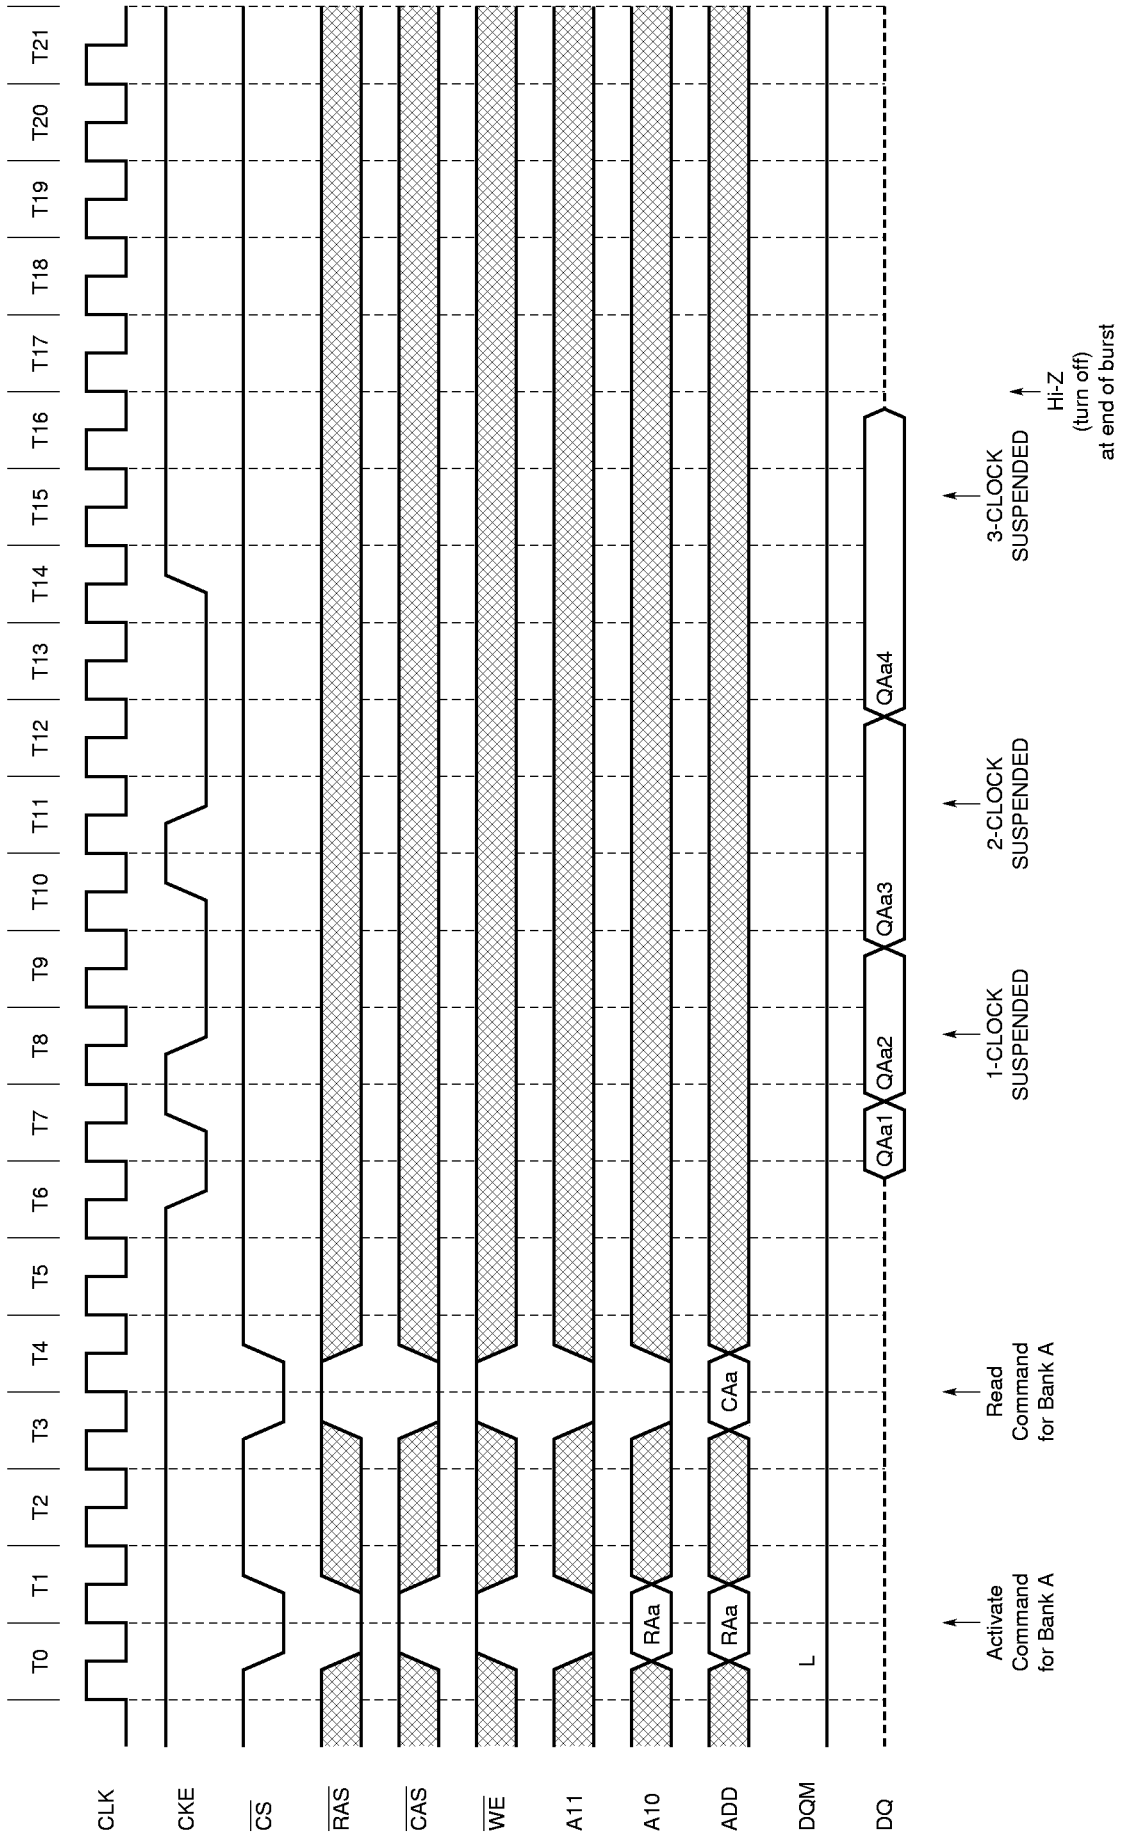 T0 T1 T2 T3 T4 T5 T6 T7 T8 T9 T10 T11 T12 T13 T14 T15 T16 T17 T18 T19 T20 T21
CLK
CKE
CS
RAS
CAS
WE
A11
A10 RAa
ADD RAa CAa
DQM L
DQ QAa1 QAa2 QAa3 QAa4
Activate
Command
for Bank A
Read
Command
for Bank A
1-CLOCK
SUSPENDED
2-CLOCK
SUSPENDED
3-CLOCK
SUSPENDED
Hi-Z
(turn off)
at end of burst